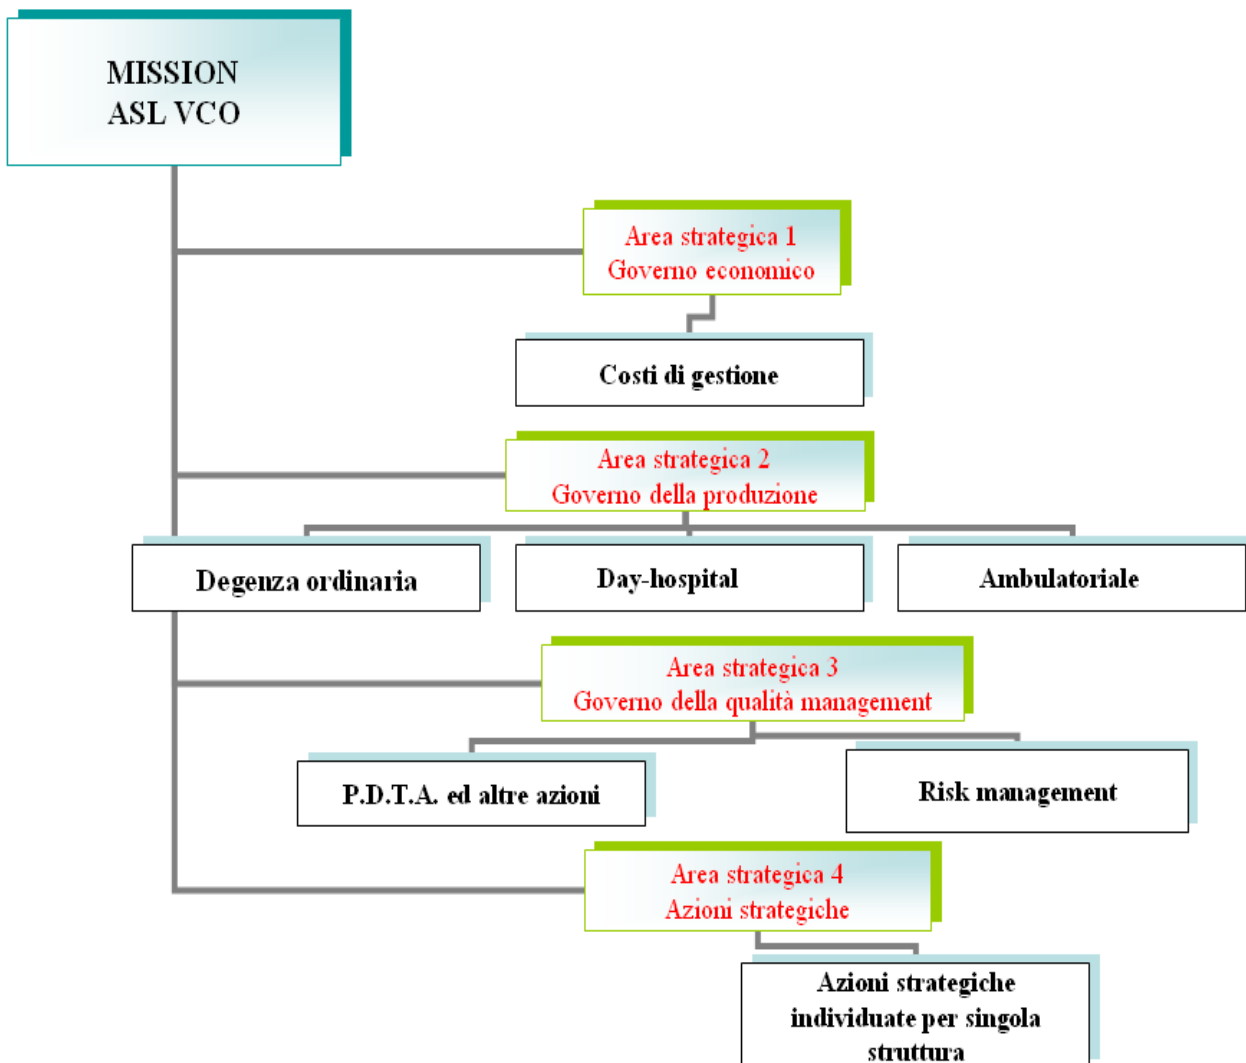 MISSION
ASL VCO
Area strategica 1
Governo economico
Costi di gestione
Area strategica 2
Governo della produzione
Degenza ordinaria
Day-hospital
Ambulatoriale
Area strategica 3
Governo della qualità management
P.D.T.A. ed altre azioni
Risk management
Area strategica 4
Azioni strategiche
Azioni strategiche
individuate per singola
struttura